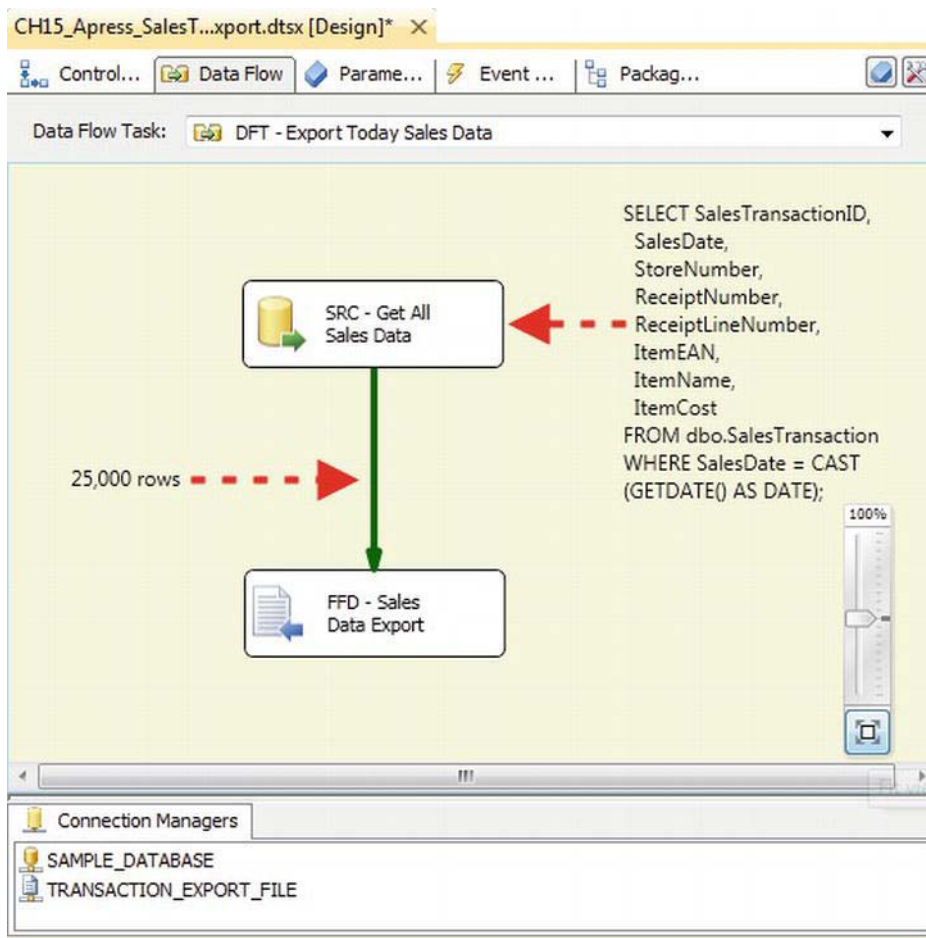 CH15_Apress_SalesT...xport.dtsx [Design]*
Control... Data Flow Parame... Event ... Packag...
Data Flow Task: DFT - Export Today Sales Data
SELECT SalesTransactionID,
SalesDate,
StoreNumber,
ReceiptNumber,
ReceiptLineNumber,
ItemEAN,
ItemName,
ItemCost
FROM dbo.SalesTransaction
WHERE SalesDate = CAST
(GETDATE() AS DATE);
SRC - Get All
Sales Data
25,000 rows
100%
FFD - Sales
Data Export
Connection Managers
SAMPLE_DATABASE
TRANSACTION_EXPORT_FILE